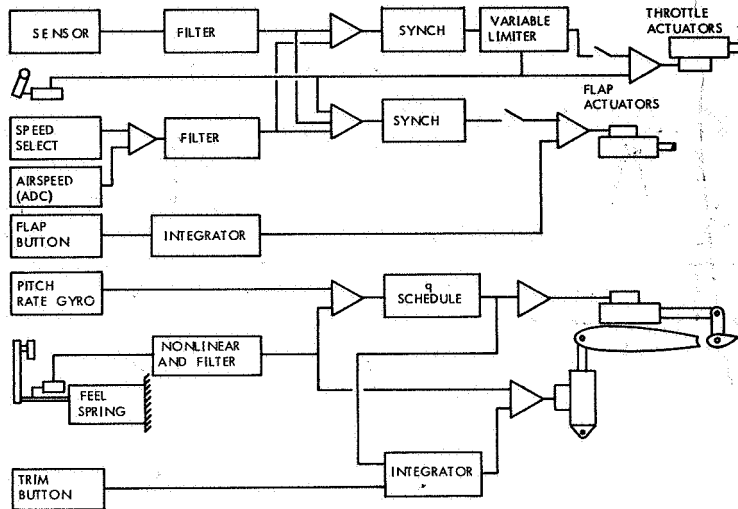 SENSOR
FILTER
SYNCH
VARIABLE
LIMITER
THROTTLE
ACTUATORS
FLAP
ACTUATORS
SPEED
SELECT
FILTER
SYNCH
AIRSPEED
(ADC)
FLAP
BUTTON
INTEGRATOR
PITCH
RATE GYRO
q
SCHEDULE
NONLINEAR
AND FILTER
FEEL
SPRING
INTEGRATOR
TRIM
BUTTON